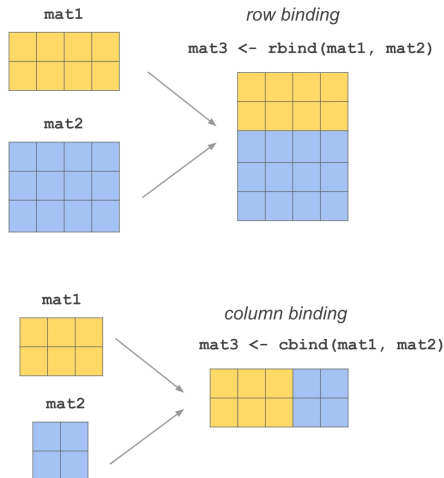 mat1
row binding
mat3 <- rbind(mat1, mat2)
mat2
mat1
column binding
mat3 <- cbind(mat1, mat2)
mat2